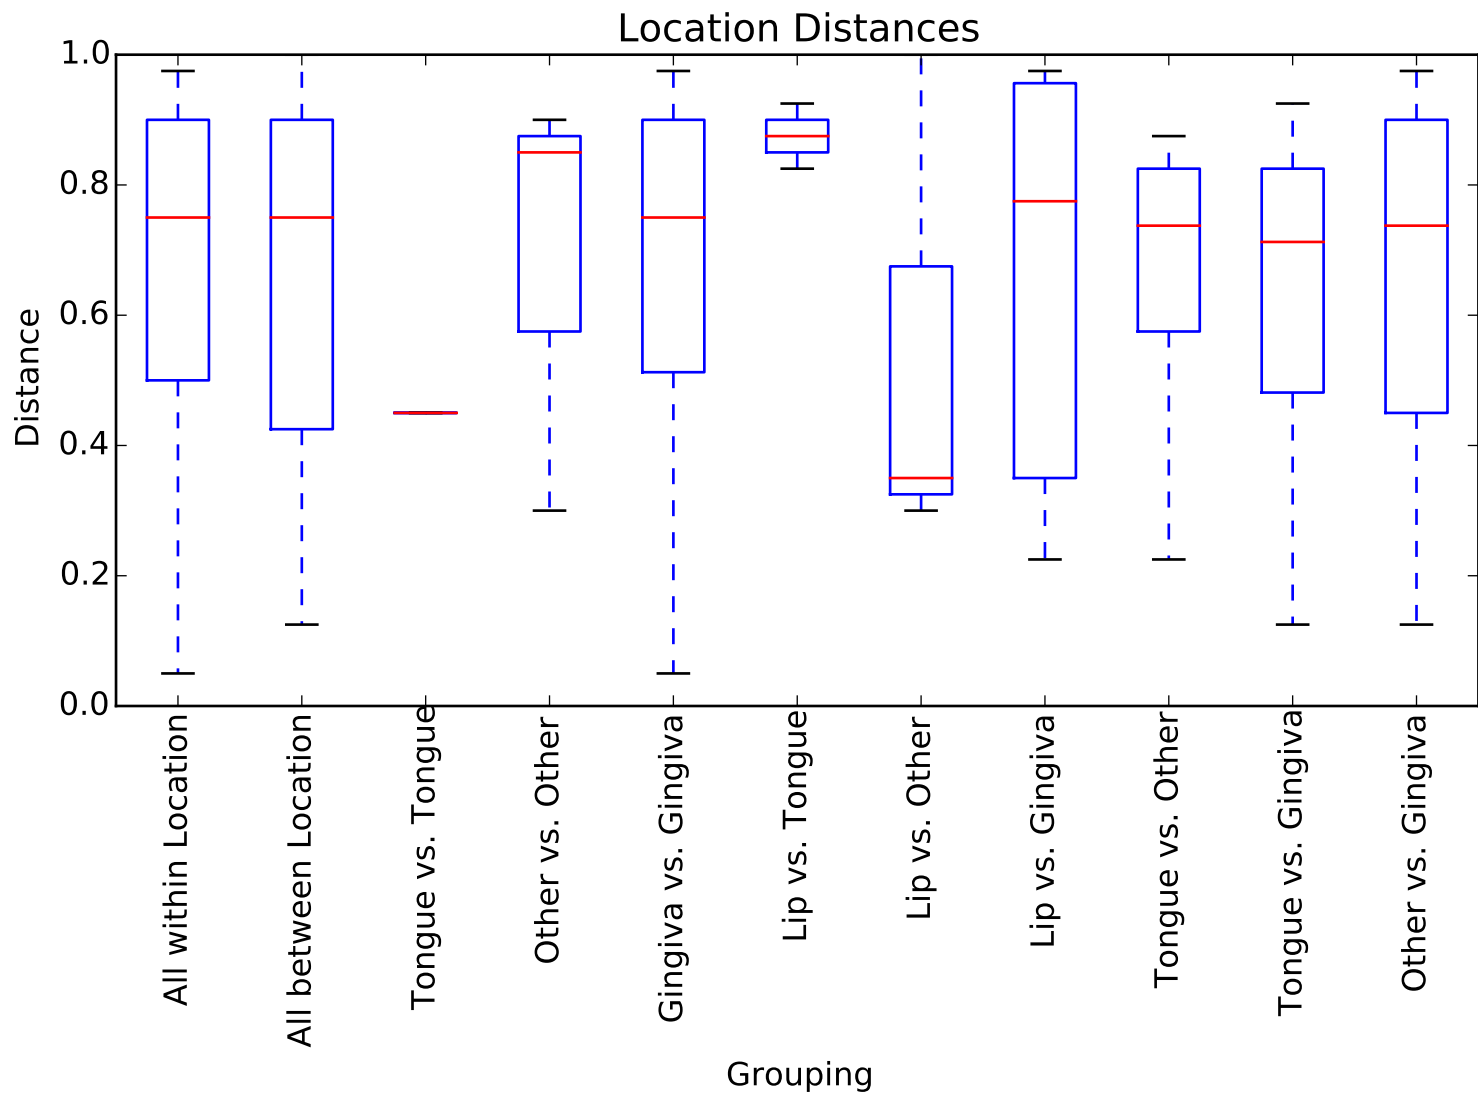 Location Distances
1.0
0.8
0.6
0.4
0.2
0.0
Distance
All within Location
All between Location
Tongue vs. Tongue
Other vs. Other
Gingiva vs. Gingiva
Lip vs. Tongue
Lip vs. Other
Lip vs. Gingiva
Tongue vs. Other
Tongue vs. Gingiva
Other vs. Gingiva
Grouping